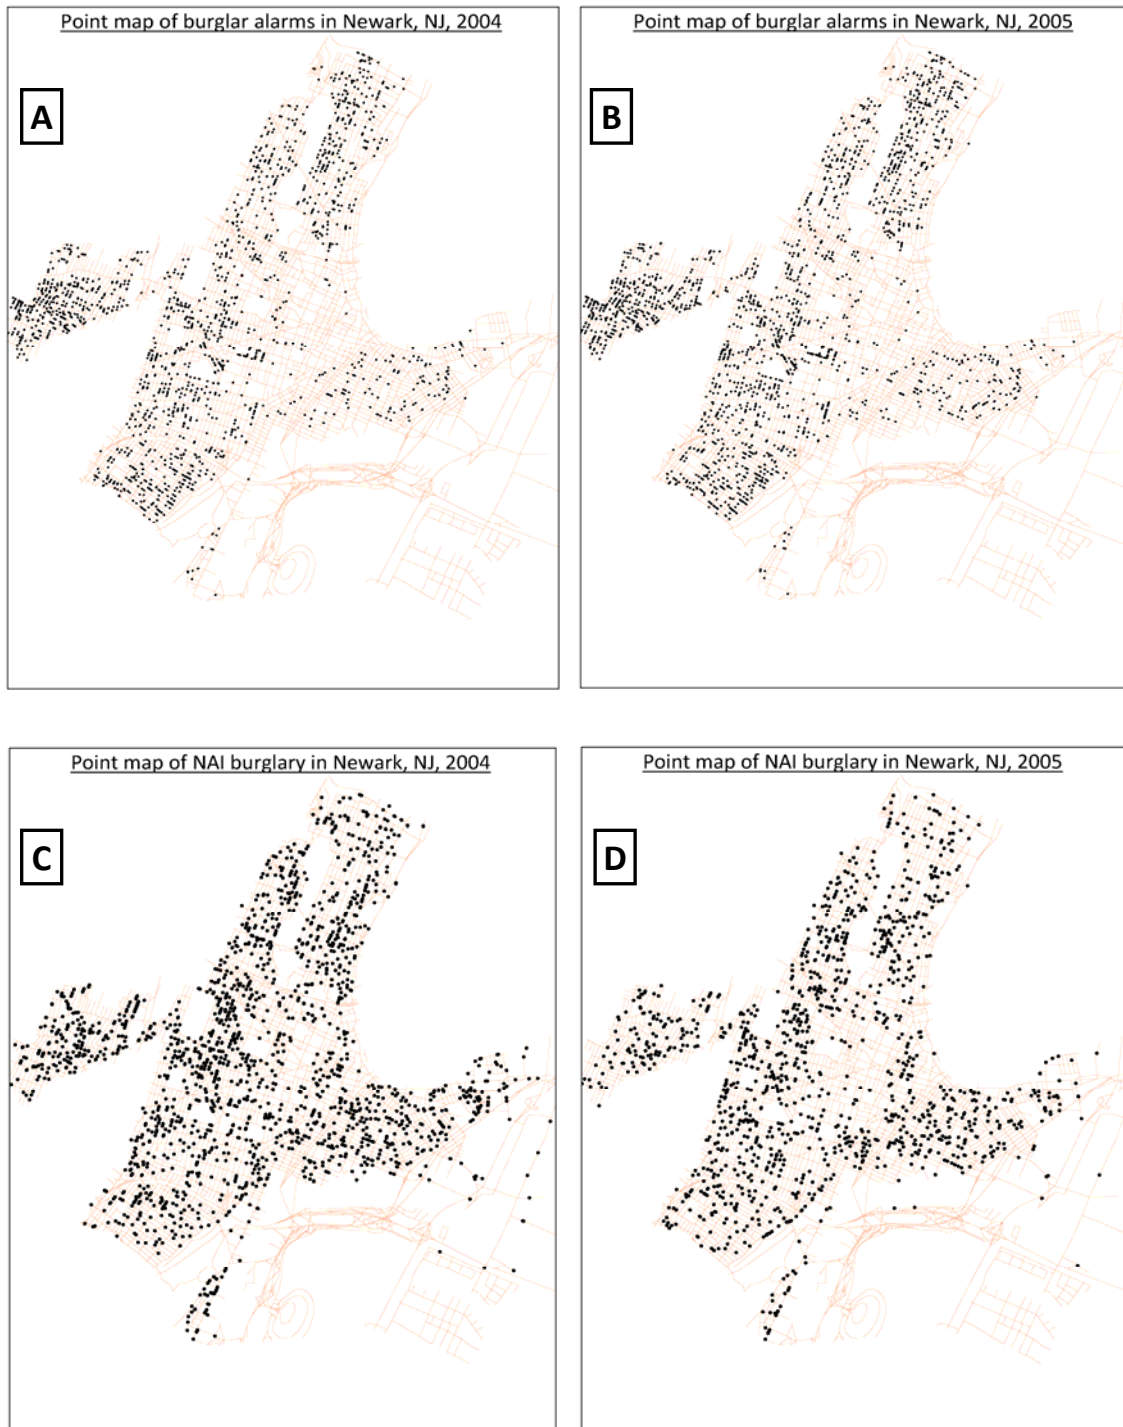 Point map of burglar alarms in Newark, NJ, 2004
Point map of burglar alarms in Newark, NJ, 2005
A
B
Point map of NAI burglary in Newark, NJ, 2004
Point map of NAI burglary in Newark, NJ, 2005
C
D